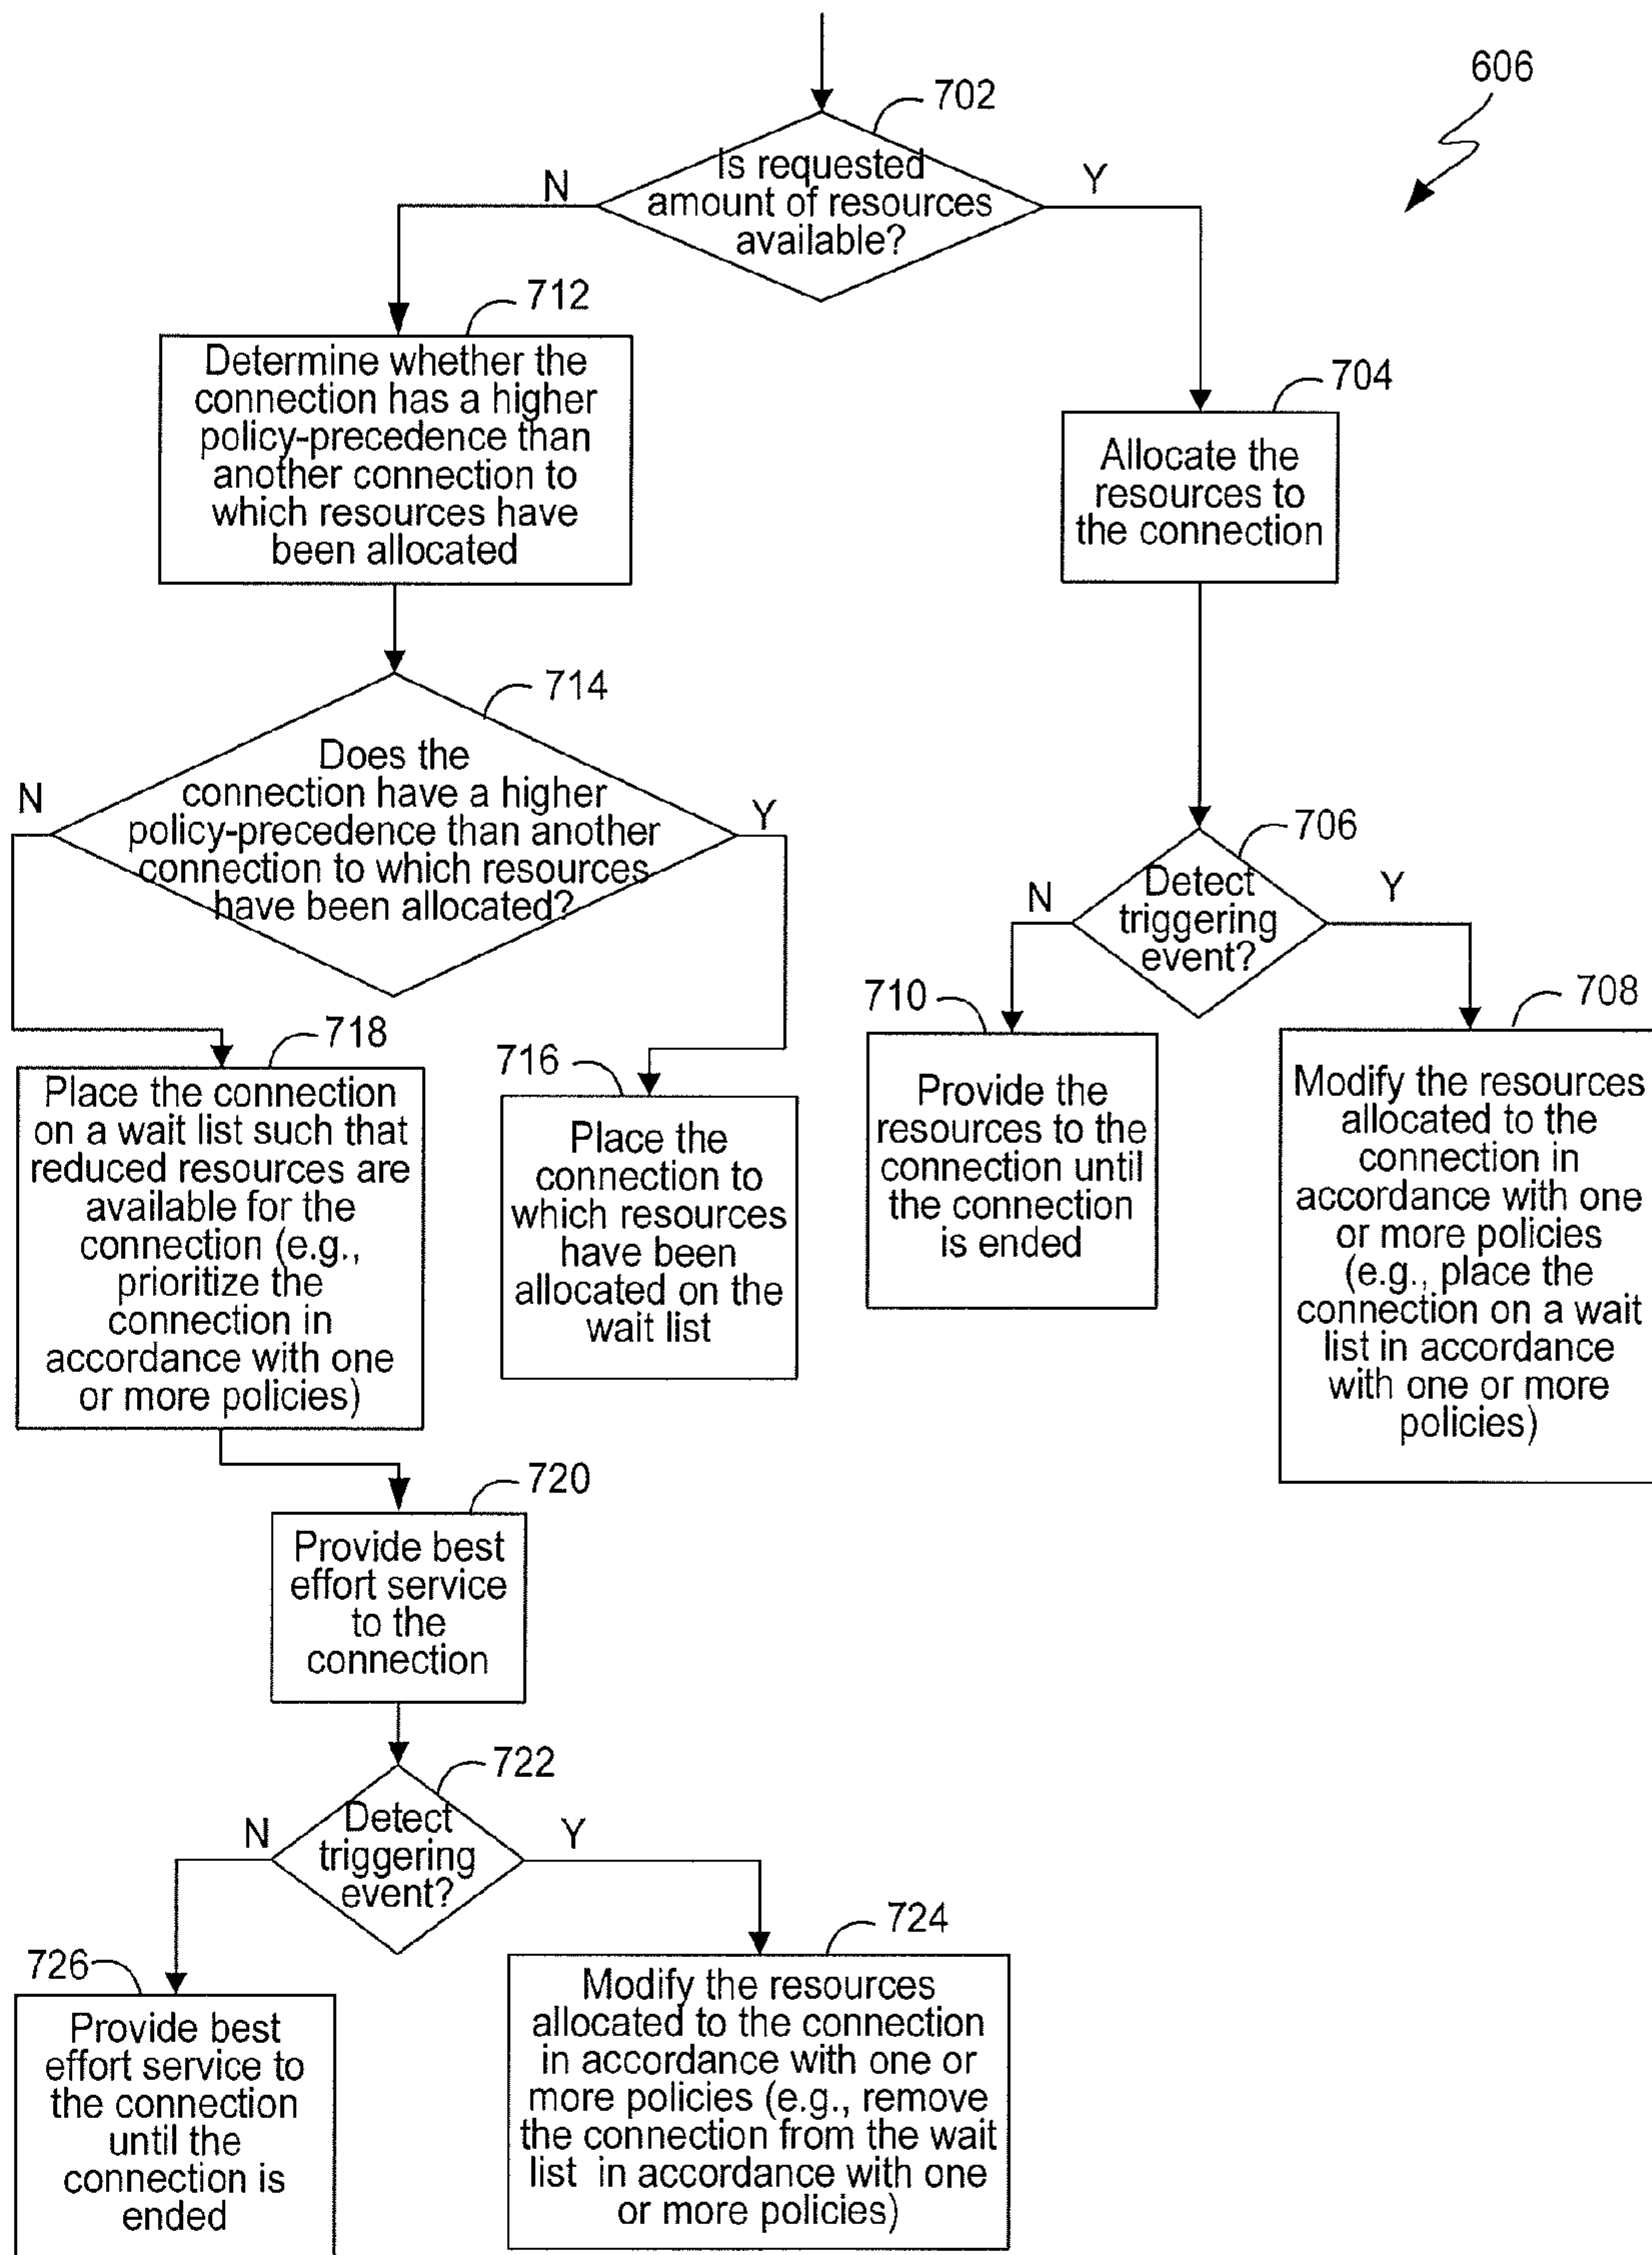 606
702
Is requested
amount of resources
available?
N
Y
712
Determine whether the
connection has a higher
policy-precedence than
another connection to
which resources have
been allocated
704
Allocate the
resources to
the connection
714
Does the
connection have a higher
policy-precedence than another
connection to which resources
have been allocated?
N
Y
706
Detect
triggering
event?
N
Y
718
Place the connection
on a wait list such that
reduced resources are
available for the
connection (e.g.,
prioritize the
connection in
accordance with one
or more policies)
716
Place the
connection to
which resources
have been
allocated on the
wait list
710
Provide the
resources to the
connection until
the connection
is ended
708
Modify the resources
allocated to the
connection in
accordance with one
or more policies
(e.g., place the
connection on a wait
list in accordance
with one or more
policies)
720
Provide best
effort service
to the
connection
722
Detect
triggering
event?
N
Y
726
Provide best
effort service to
the connection
until the
connection is
ended
724
Modify the resources
allocated to the connection
in accordance with one or
more policies (e.g., remove
the connection from the wait
list in accordance with one
or more policies)